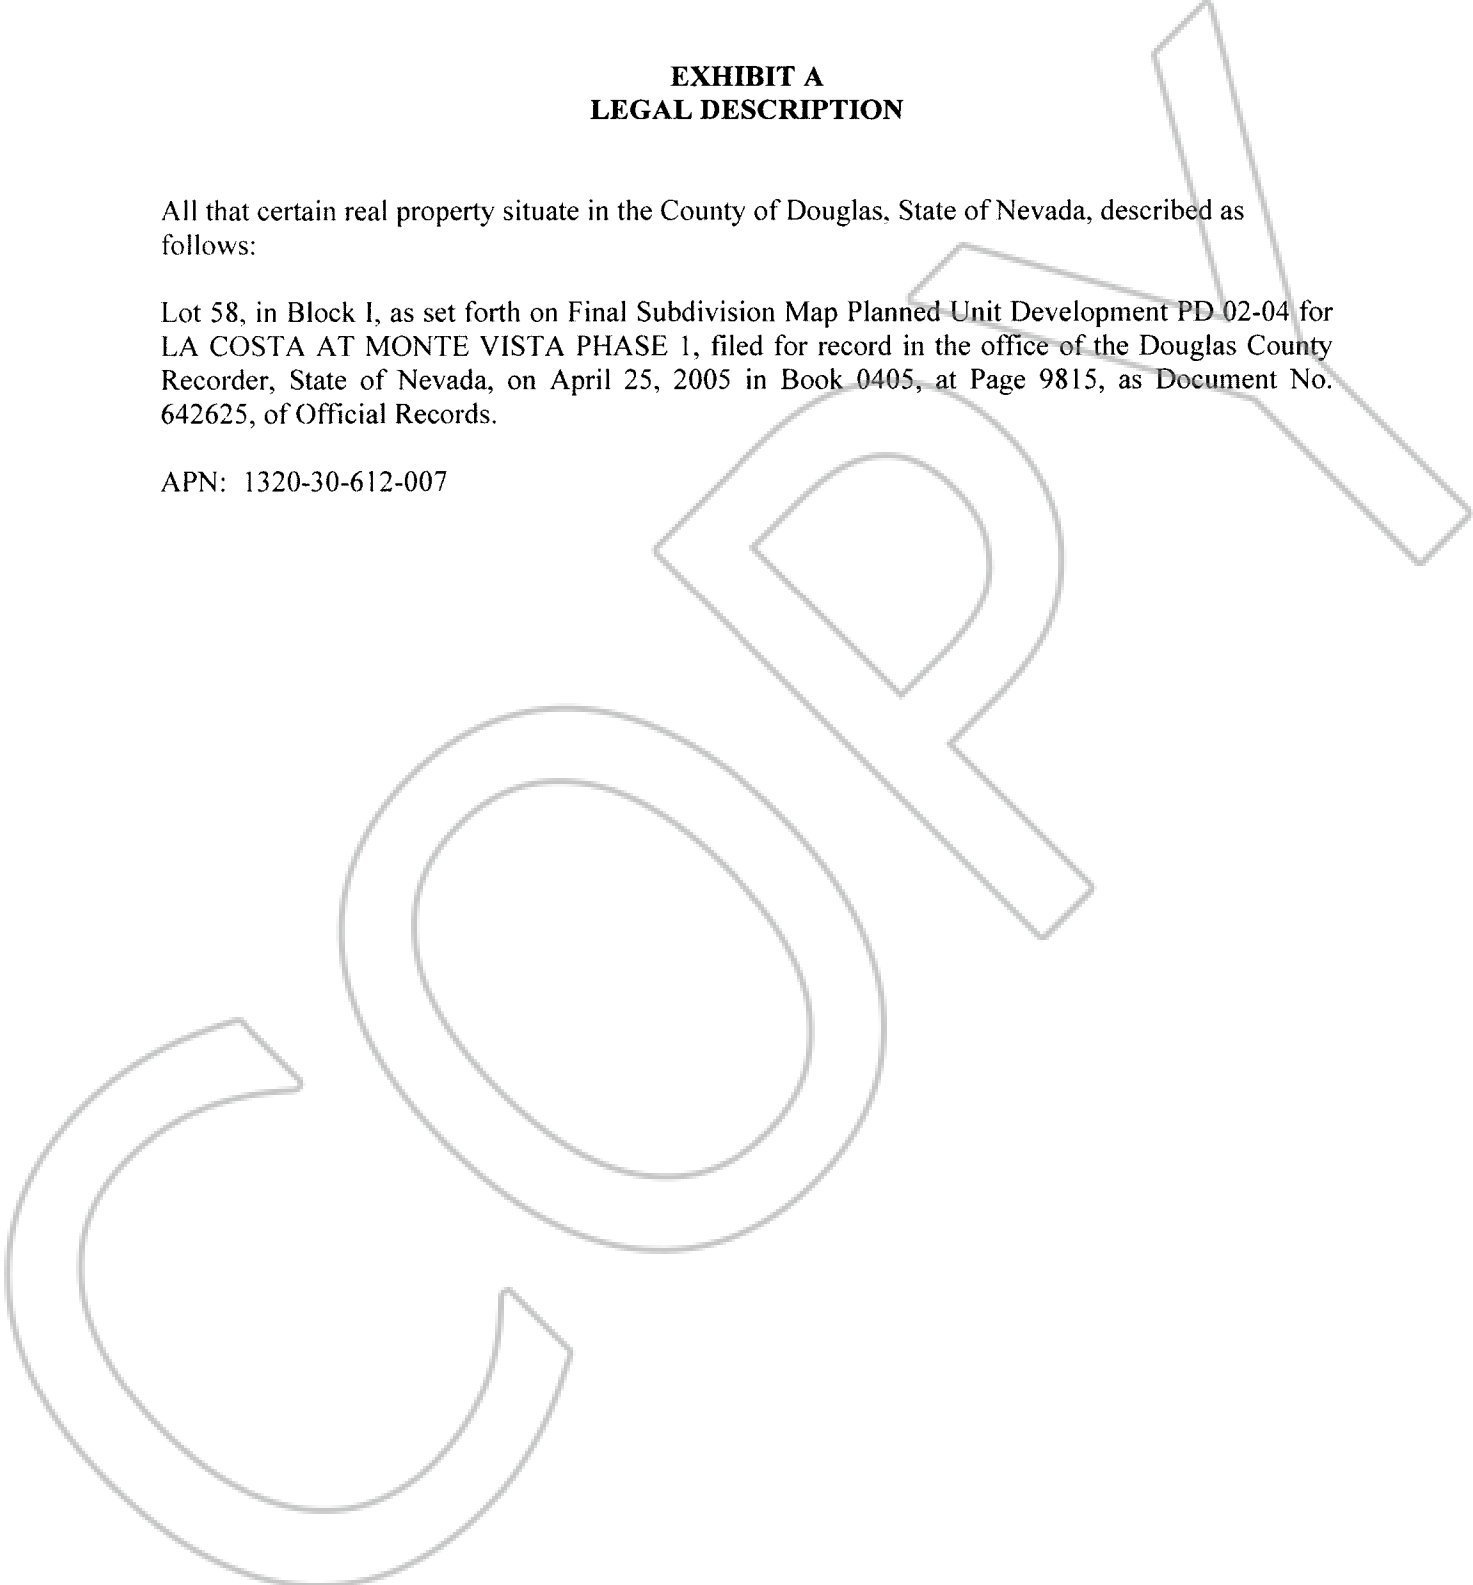 EXHIBIT A
LEGAL DESCRIPTION
All that certain real property situate in the County of Douglas, State of Nevada, described as
follows:
Lot 58, in Block I, as set forth on Final Subdivision Map Planned Unit Development PD 02-04 for
LA COSTA AT MONTE VISTA PHASE 1, filed for record in the office of the Douglas County
Recorder, State of Nevada, on April 25, 2005 in Book 0405, at Page 9815, as Document No.
642625, of Official Records.
APN: 1320-30-612-007
COPY